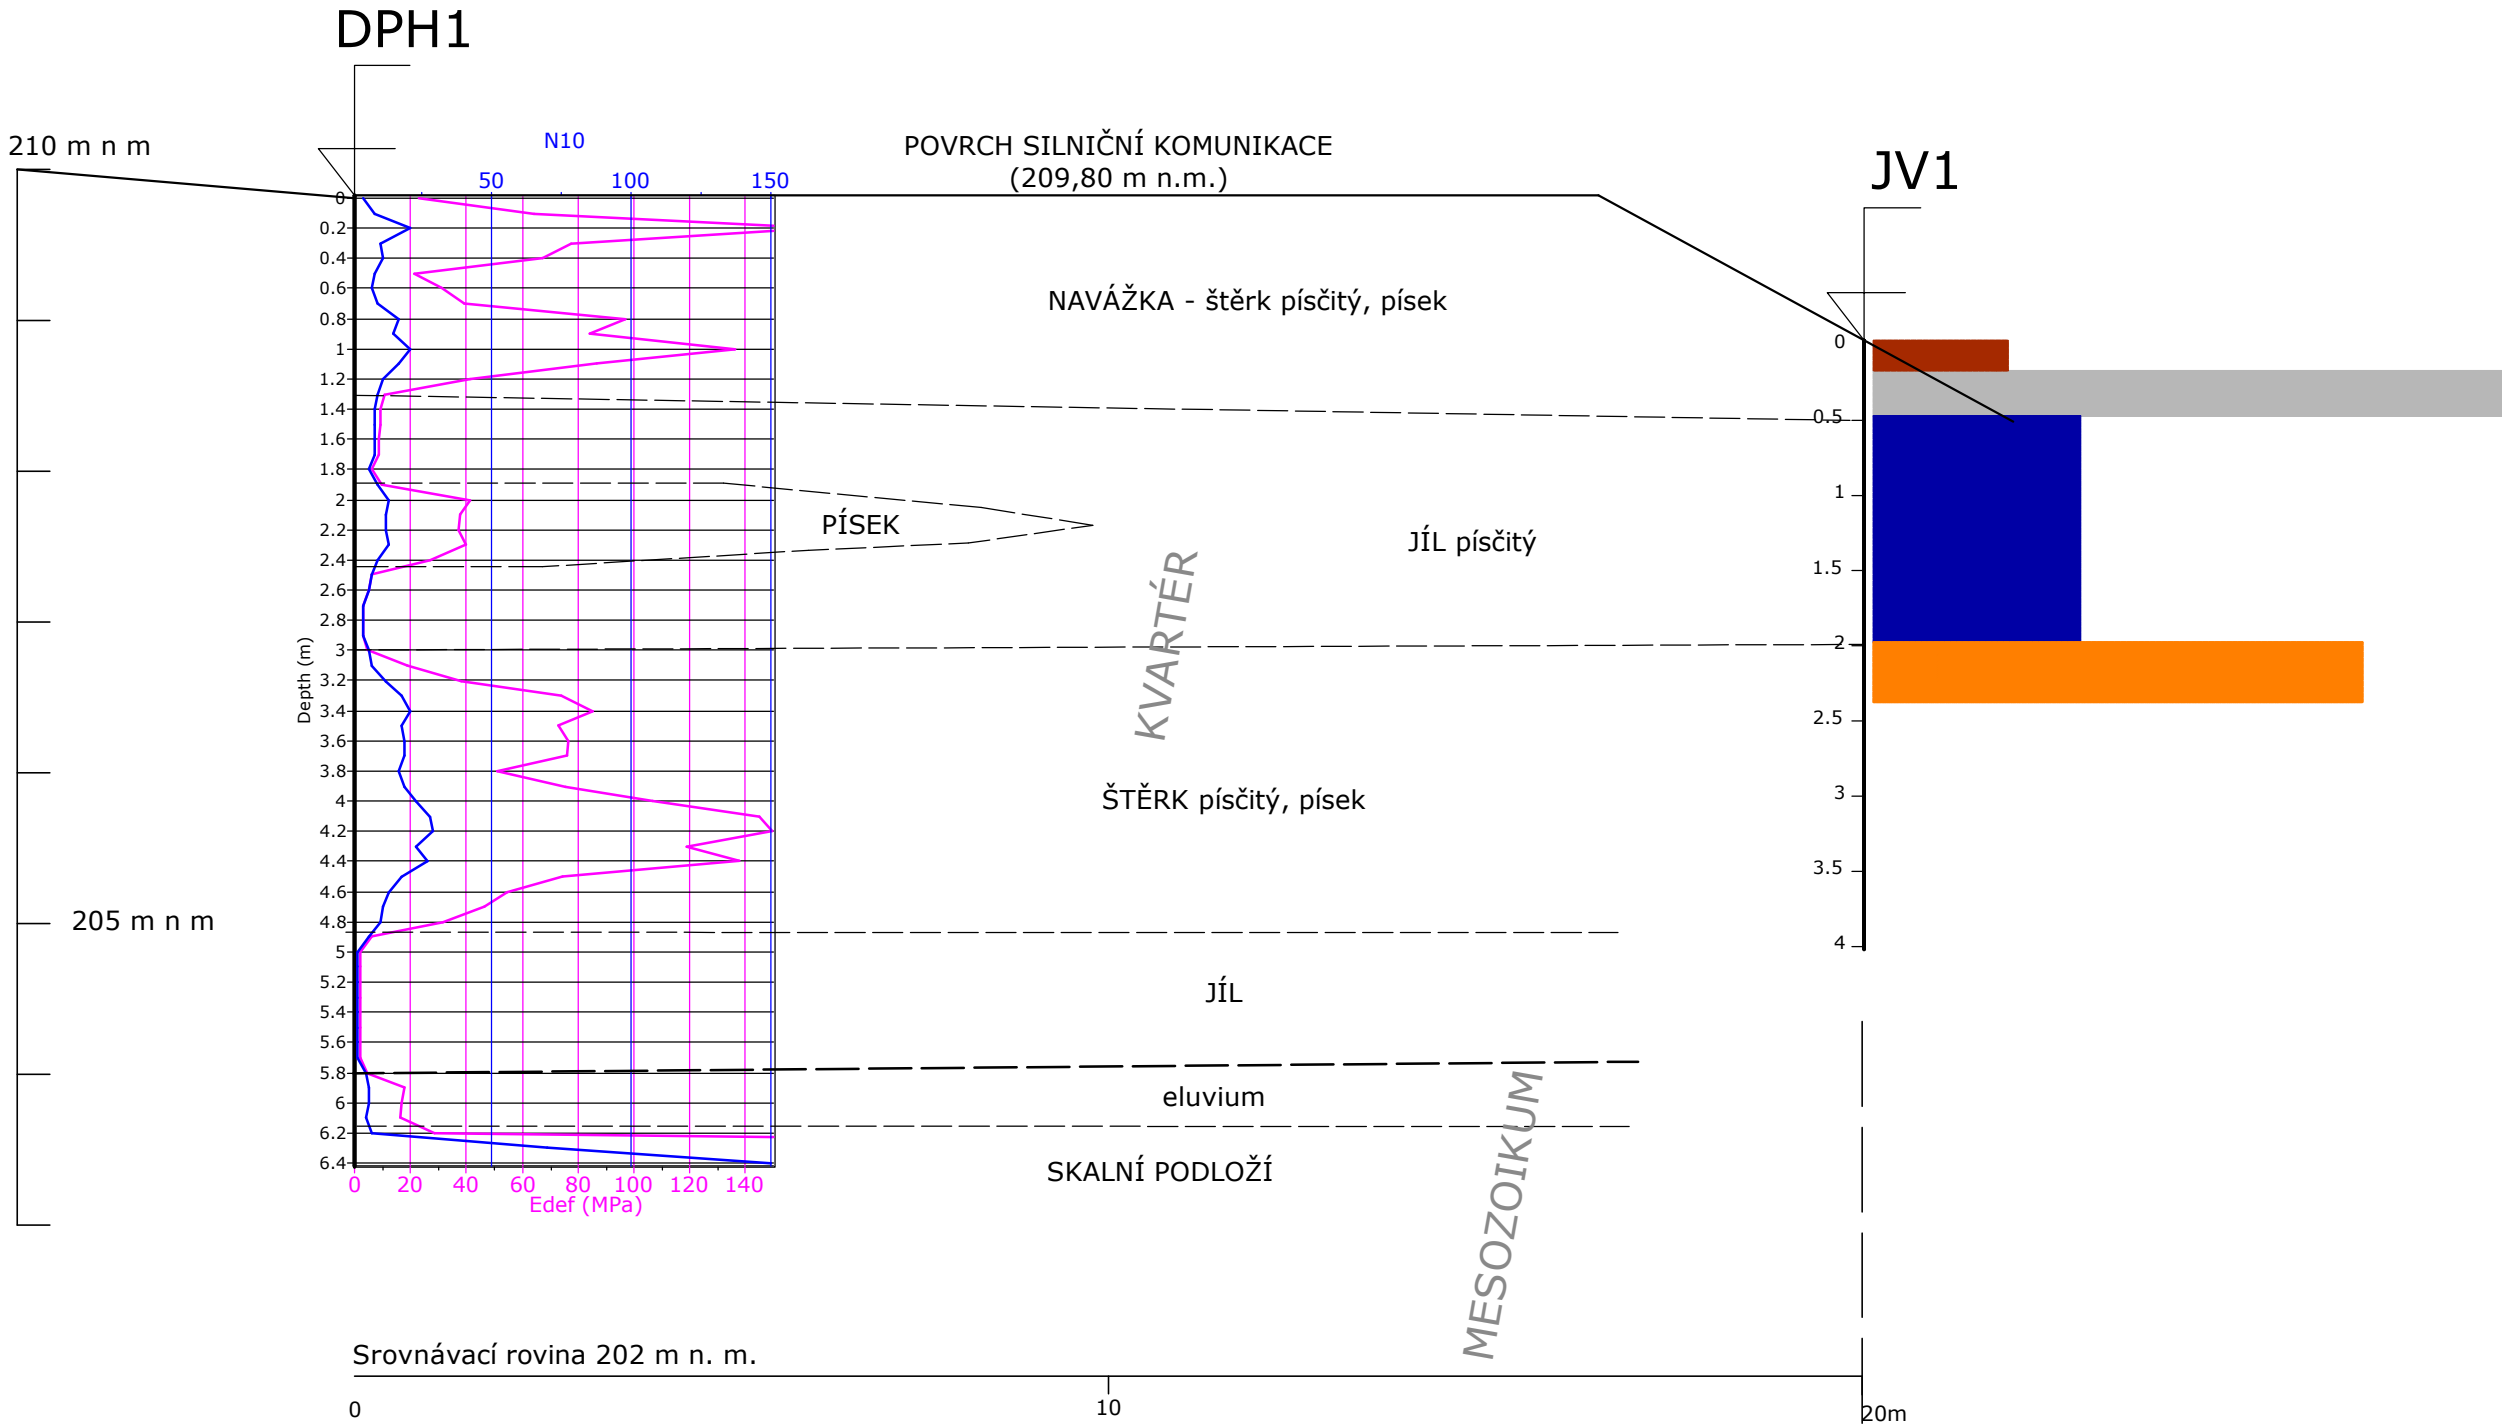 DPH1
210 m n m
N10
POVRCH SILNIČNÍ KOMUNIKACE
(209,80 m n.m.)
JV1
50
100
150
0
0.2
0.4
0.6
0.8
1
1.2
1.4
1.6
1.8
2
2.2
2.4
2.6
2.8
3
3.2
3.4
3.6
3.8
4
4.2
4.4
4.6
4.8
5
5.2
5.4
5.6
5.8
6
6.2
6.4
Depth (m)
0
20
40
60
80
100
120
140
Edef (MPa)
205 m n m
NAVÁŽKA - štěrk písčitý, písek
PÍSEK
JÍL písčitý
KVARTÉR
ŠTĚRK písčitý, písek
JÍL
eluvium
MESOZOIKUM
SKALNÍ PODLOŽÍ
0
0.5
1
1.5
2
2.5
3
3.5
4
Srovnávací rovina 202 m n. m.
0
10
20m